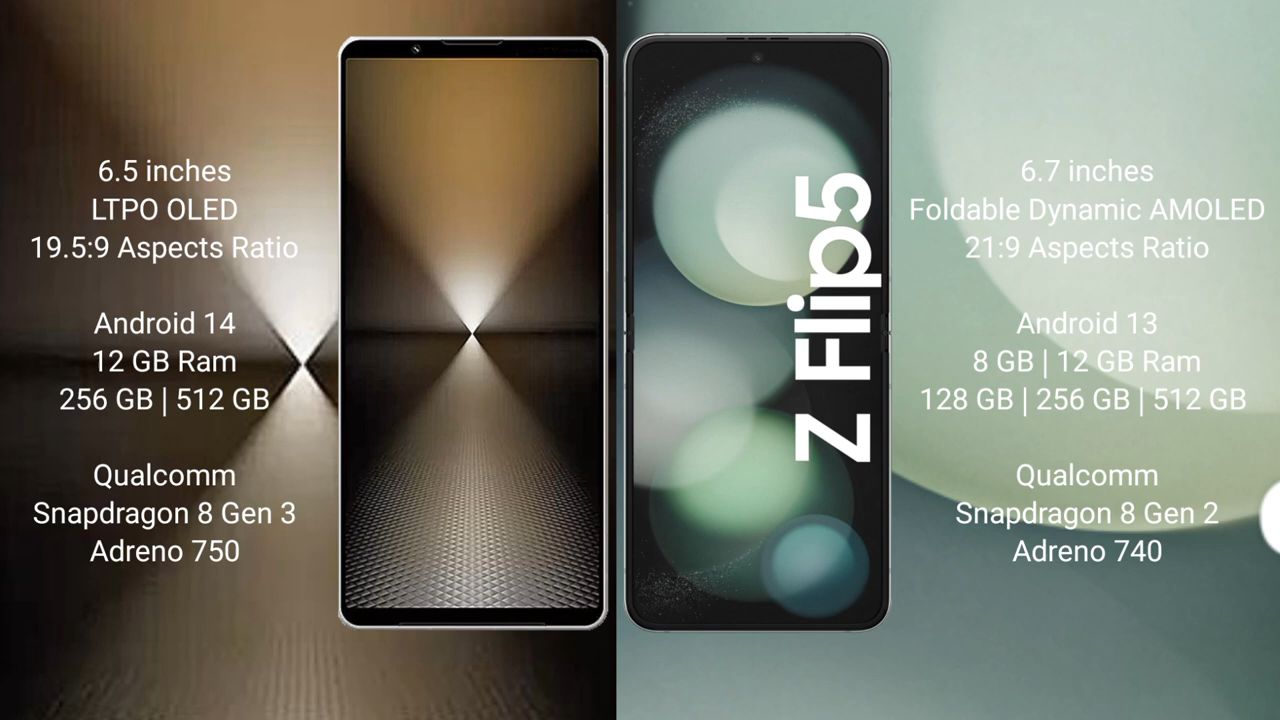 6.5 inches
LTPO OLED
19.5:9 Aspects Ratio
Android 14
12 GB Ram
256 GB | 512 GB
Qualcomm
Snapdragon 8 Gen 3
Adreno 750
Z Flip5
6.7 inches
Foldable Dynamic AMOLED
21:9 Aspects Ratio
Android 13
8 GB | 12 GB Ram
128 GB | 256 GB | 512 GB
Qualcomm
Snapdragon 8 Gen 2
Adreno 740